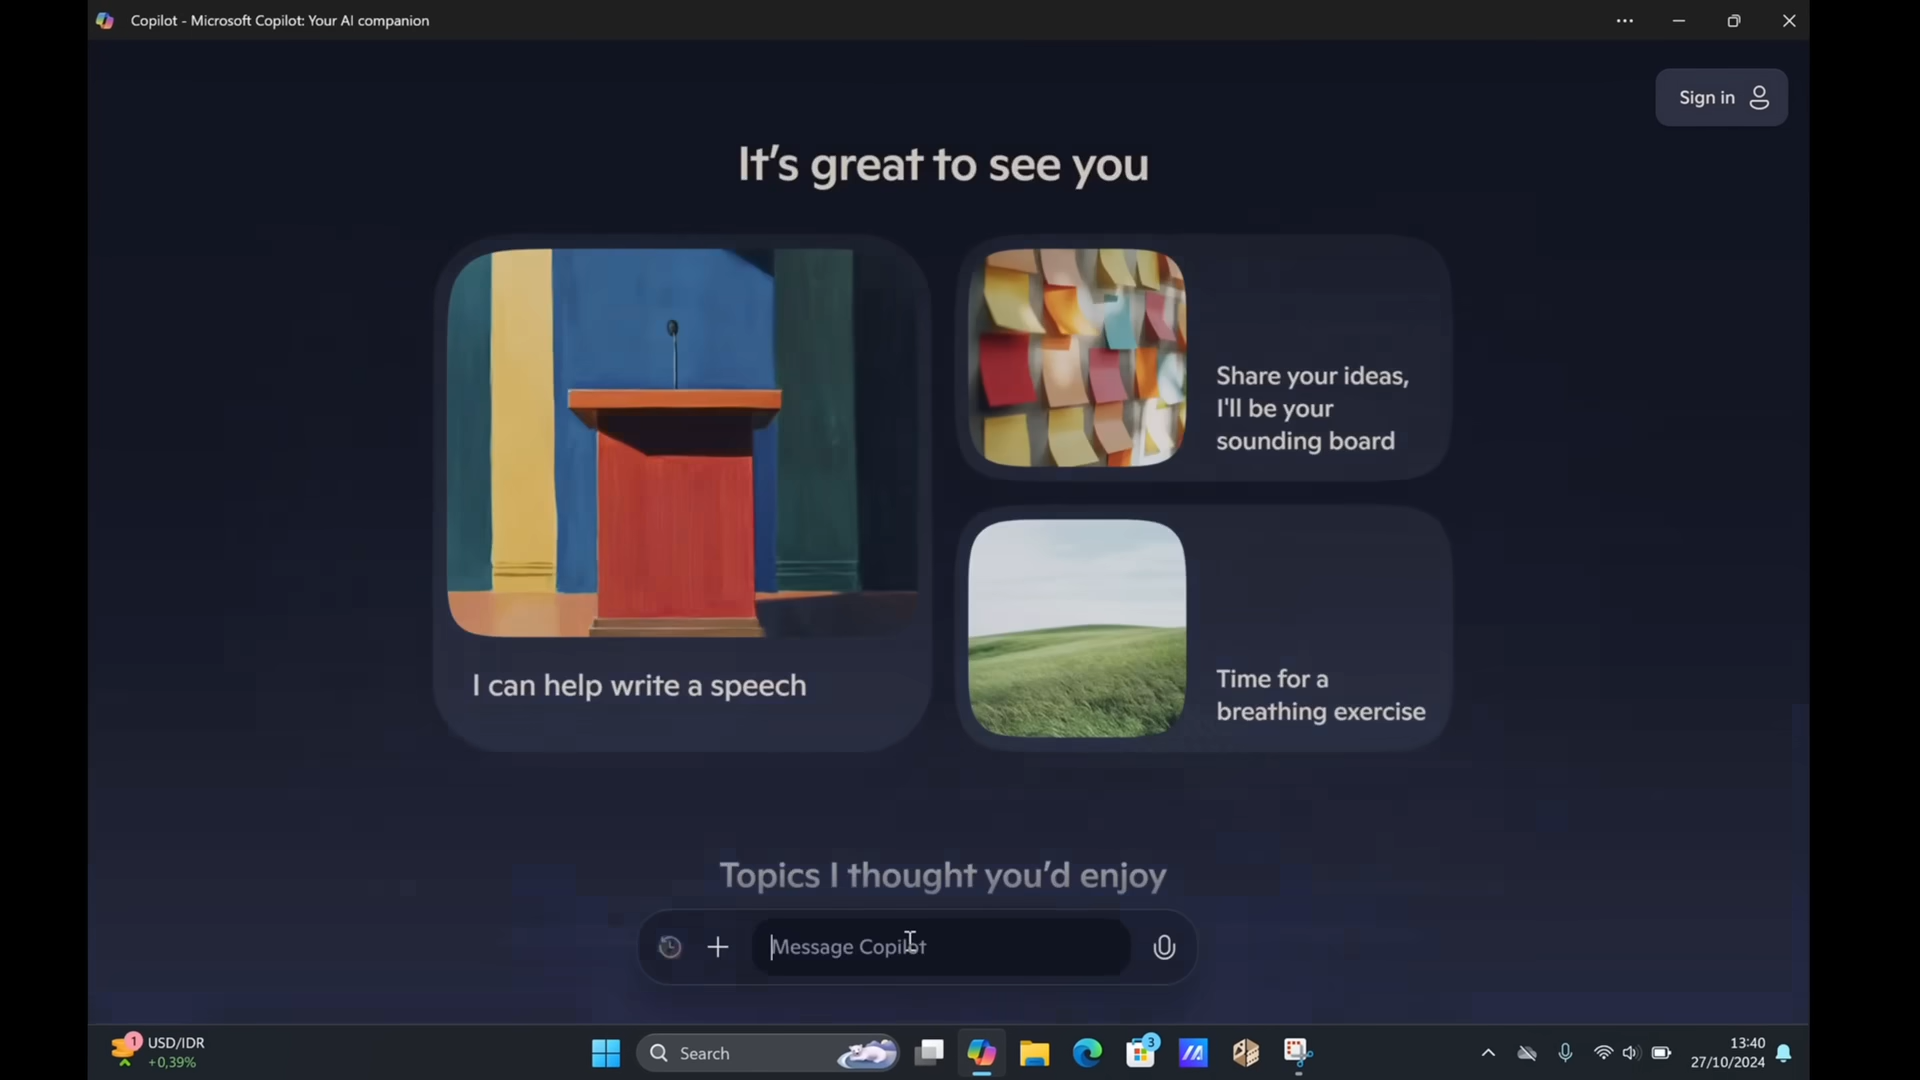 Copilot - Microsoft Copilot: Your AI companion
Sign in
It's great to see you
I can help write a speech
Share your ideas,
I'll be your
sounding board
Time for a
breathing exercise
Topics I thought you'd enjoy
Message Copilot
1
USD/IDR
+0,39%
Search
3
13:40
27/10/2024